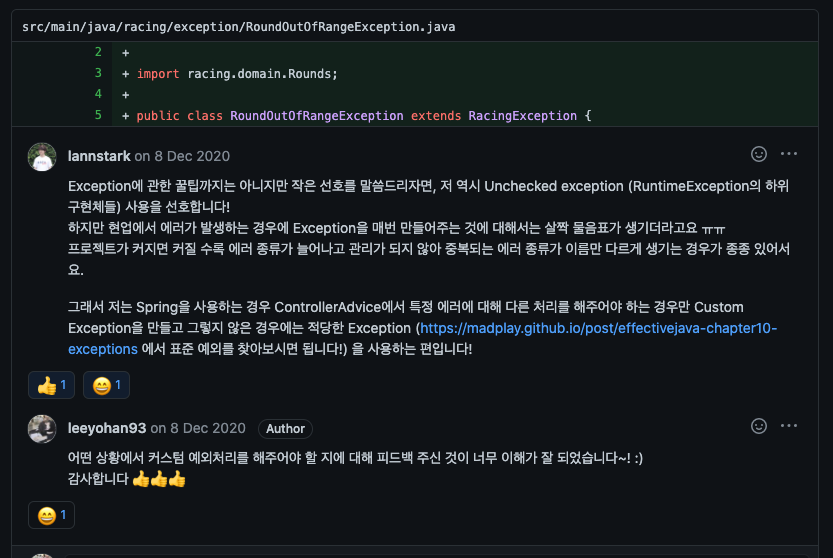 src/main/java/racing/exception/RoundOutOfRangeException.java
2 +
3 + import racing.domain.Rounds;
4 +
5 + public class RoundOutOfRangeException extends RacingException {
lannstark on 8 Dec 2020
Exception에 관한 꿀팁까지는 아니지만 작은 선호를 말씀드리자면, 저 역시 Unchecked exception (RuntimeException의 하위
구현체들) 사용을 선호합니다!
하지만 현업에서 에러가 발생하는 경우에 Exception을 매번 만들어주는 것에 대해서는 살짝 물음표가 생기더라고요 ㅠㅠ
프로젝트가 커지면 커질 수록 에러 종류가 늘어나고 관리가 되지 않아 중복되는 에러 종류가 이름만 다르게 생기는 경우가 종종 있어서
요.
그래서 저는 Spring을 사용하는 경우 ControllerAdvice에서 특정 에러에 대해 다른 처리를 해주어야 하는 경우만 Custom
Exception을 만들고 그렇지 않은 경우에는 적당한 Exception (https://madplay.github.io/post/effectivejava-chapter10-
exceptions 에서 표준 예외를 찾아보시면 됩니다!) 을 사용하는 편입니다!
👍 1 😄 1
leeyohan93 on 8 Dec 2020 Author
어떤 상황에서 커스텀 예외처리를 해주어야 할 지에 대해 피드백 주신 것이 너무 이해가 잘 되었습니다~! :)
감사합니다 👍👍👍
😄 1